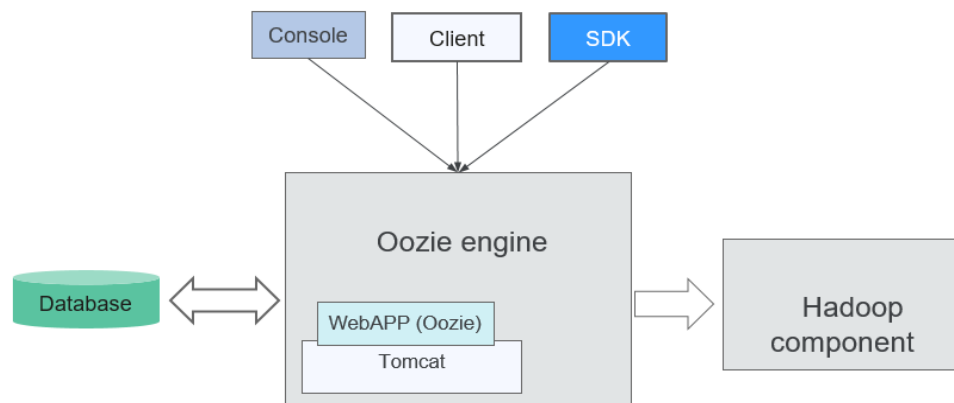 Console
Client
SDK
Oozie engine
Database
WebAPP (Oozie)
Tomcat
Hadoop
component